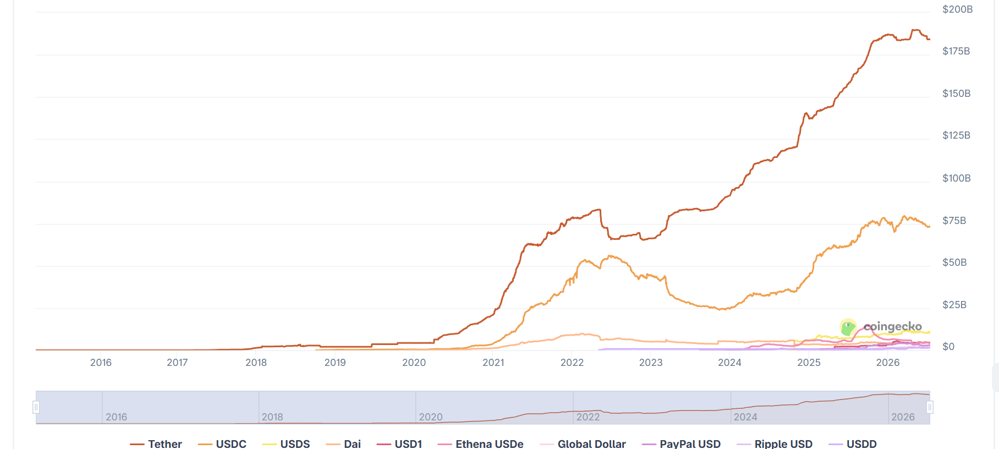 $200B
$175B
$150B
$125B
$100B
$75B
$50B
$25B
coingecko
$0
2016 2017 2018 2019 2020 2021 2022 2023 2024 2025 2026
2016 2018 2020 2022 2024 2026
Tether USDC USDS Dai USD1 Ethena USDe Global Dollar PayPal USD Ripple USD USDD